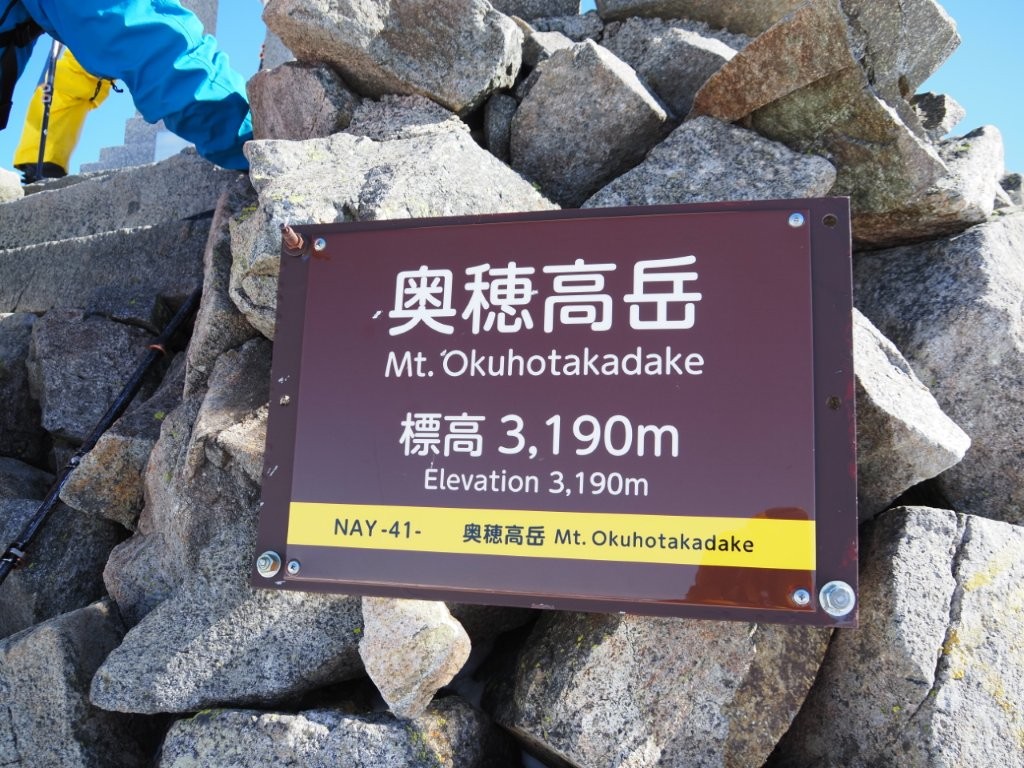 奥穂高岳
Mt. Okuhotakadake
標高 3,190m
Elevation 3,190m
NAY -41- 奥穂高岳 Mt. Okuhotakadake